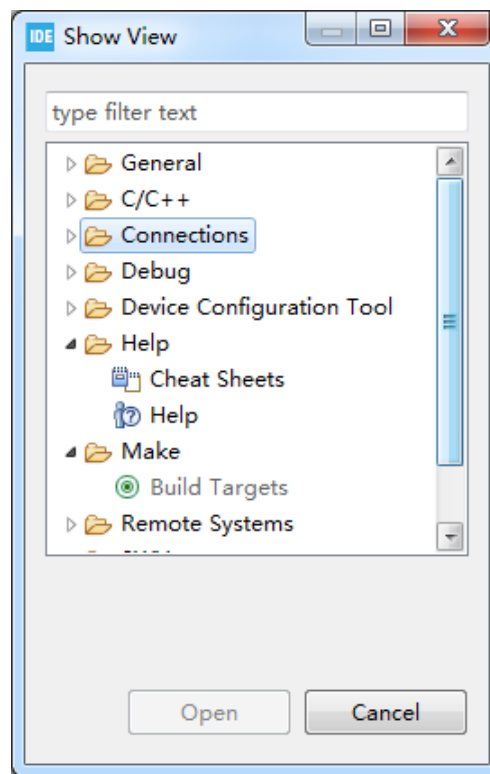 IDE Show View
type filter text
General
C/C++
Connections
Debug
Device Configuration Tool
Help
Cheat Sheets
Help
Make
Build Targets
Remote Systems
Open Cancel